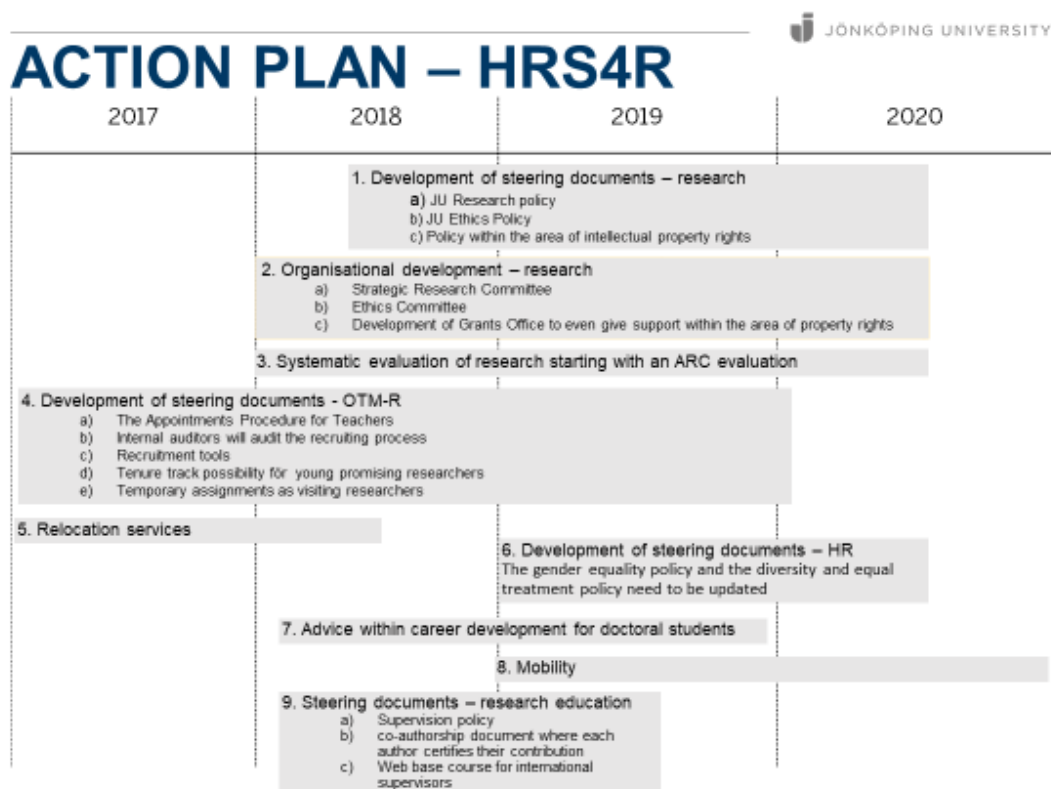 JÖNKÖPING UNIVERSITY
ACTION PLAN – HRS4R
2017 2018 2019 2020
1. Development of steering documents – research
a) JU Research policy
b) JU Ethics Policy
c) Policy within the area of intellectual property rights
2. Organisational development – research
a) Strategic Research Committee
b) Ethics Committee
c) Development of Grants Office to even give support within the area of property rights
3. Systematic evaluation of research starting with an ARC evaluation
4. Development of steering documents - OTM-R
a) The Appointments Procedure for Teachers
b) Internal auditors will audit the recruiting process
c) Recruitment tools
d) Tenure track possibility för young promising researchers
e) Temporary assignments as visiting researchers
5. Relocation services
6. Development of steering documents – HR
The gender equality policy and the diversity and equal
treatment policy need to be updated
7. Advice within career development for doctoral students
8. Mobility
9. Steering documents – research education
a) Supervision policy
b) co-authorship document where each
author certifies their contribution
c) Web base course for international
supervisors